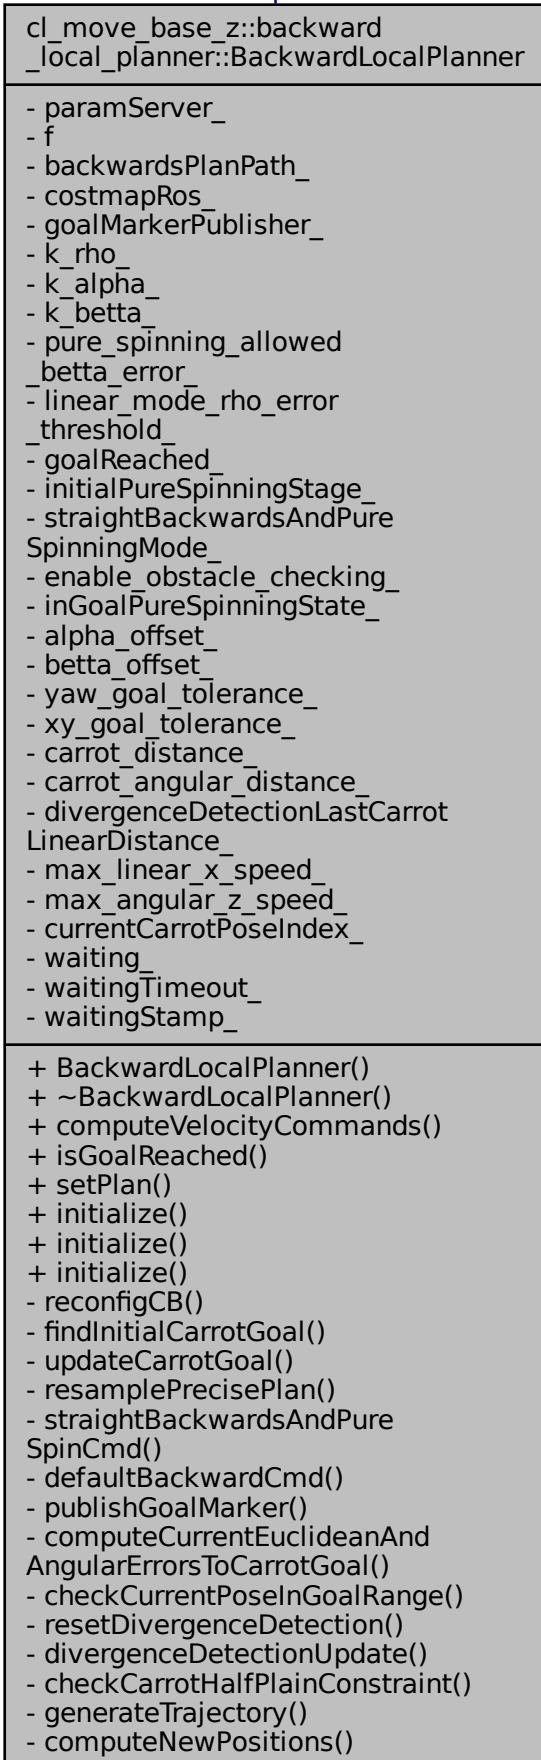 cl_move_base_z::backward
_local_planner::BackwardLocalPlanner
- paramServer_
- f
- backwardsPlanPath_
- costmapRos_
- goalMarkerPublisher_
- k_rho_
- k_alpha_
- k_betta_
- pure_spinning_allowed
_betta_error_
- linear_mode_rho_error
_threshold_
- goalReached_
- initialPureSpinningStage_
- straightBackwardsAndPure
SpinningMode_
- enable_obstacle_checking_
- inGoalPureSpinningState_
- alpha_offset_
- betta_offset_
- yaw_goal_tolerance_
- xy_goal_tolerance_
- carrot_distance_
- carrot_angular_distance_
- divergenceDetectionLastCarrot
LinearDistance_
- max_linear_x_speed_
- max_angular_z_speed_
- currentCarrotPoseIndex_
- waiting_
- waitingTimeout_
- waitingStamp_
+ BackwardLocalPlanner()
+ ~BackwardLocalPlanner()
+ computeVelocityCommands()
+ isGoalReached()
+ setPlan()
+ initialize()
+ initialize()
+ initialize()
- reconfigCB()
- findInitialCarrotGoal()
- updateCarrotGoal()
- resamplePrecisePlan()
- straightBackwardsAndPure
SpinCmd()
- defaultBackwardCmd()
- publishGoalMarker()
- computeCurrentEuclideanAnd
AngularErrorsToCarrotGoal()
- checkCurrentPoseInGoalRange()
- resetDivergenceDetection()
- divergenceDetectionUpdate()
- checkCarrotHalfPlainConstraint()
- generateTrajectory()
- computeNewPositions()